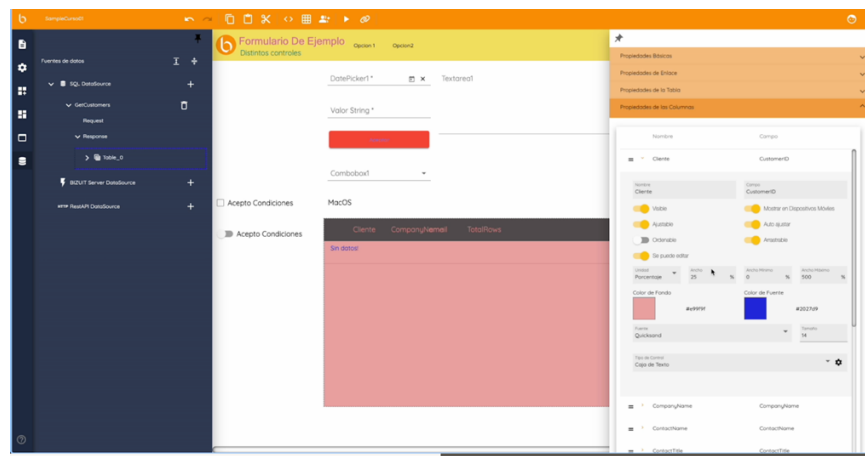 SampleCurso01
Fuentes de datos
SQL DataSource
GetCustomers
Request
Response
Table_0
BIZUIT Server DataSource
HTTP RestAPI DataSource
Formulario De Ejemplo
Opcion 1
Opcion2
Distintos controles
DatePicker1 *
Textarea1
Valor String *
Combobox1
Acepto Condiciones
MacOS
Acepto Condiciones
Cliente
TotalRows
Sin datos!
Propiedades Básicas
Propiedades de Enlace
Propiedades de la Tabla
Propiedades de las Columnas
Nombre
Campo
Cliente
CustomerID
Nombre
Cliente
Campo
CustomerID
Visible
Mostrar en Dispositivos Móviles
Ajustable
Auto ajustar
Ordenable
Arrastrable
Se puede editar
Unidad
Porcentaje
Ancho
25 %
Ancho Mínimo
0 %
Ancho Máximo
500 %
Color de Fondo
#e99f9f
Color de Fuente
#2027d9
Fuente
Quicksand
Tamaño
14
Tipo de Control
Caja de Texto
CompanyName
CompanyName
ContactName
ContactName
ContactTitle
ContactTitle